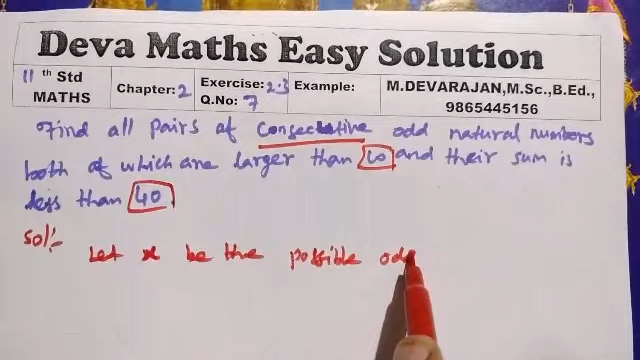 Deva Maths Easy Solution
11th Std MATHS
Chapter: 2
Exercise: 2.3
Q.No: 7
Example:
M.DEVARAJAN,M.Sc.,B.Ed.,
9865445156
Find all pairs of consecutive odd natural numbers
both of which are larger than 10 and their sum is
less than 40
Sol:-
Let x be the possible odd